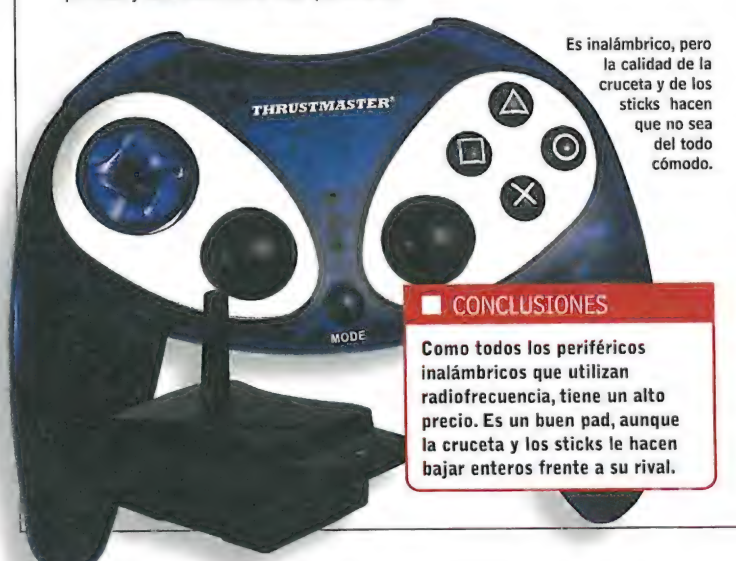 Es inalámbrico, pero
la calidad de la
cruceta y de los
sticks hacen
que no sea
del todo
cómodo.
THRUSTMASTER®
MODE
CONCLUSIONES
Como todos los periféricos
inalámbricos que utilizan
radiofrecuencia, tiene un alto
precio. Es un buen pad, aunque
la cruceta y los sticks le hacen
bajar enteros frente a su rival.